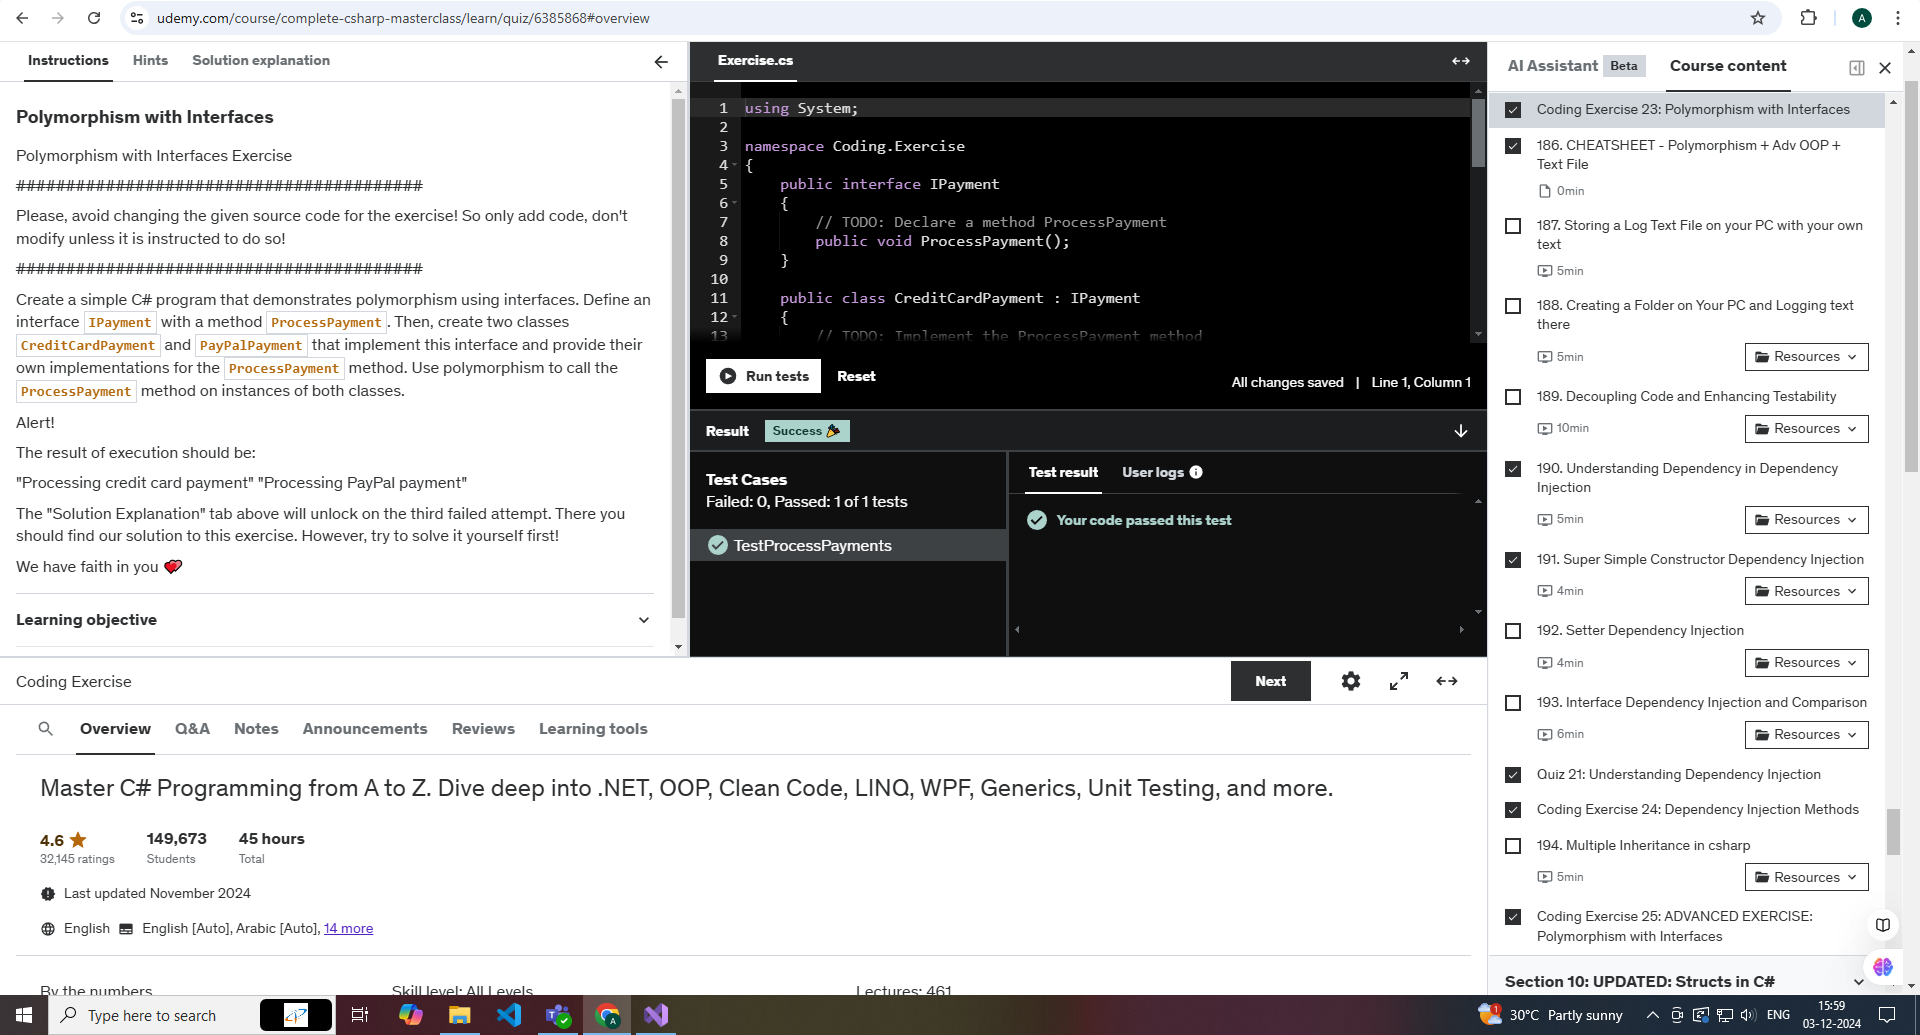 udemy.com/course/complete-csharp-masterclass/learn/quiz/6385868#overview
A
Instructions
Hints
Solution explanation
Polymorphism with Interfaces
Polymorphism with Interfaces Exercise
########################################
Please, avoid changing the given source code for the exercise! So only add code, don't
modify unless it is instructed to do so!
########################################
Create a simple C# program that demonstrates polymorphism using interfaces. Define an
interface IPayment with a method ProcessPayment. Then, create two classes
CreditCardPayment and PayPalPayment that implement this interface and provide their
own implementations for the ProcessPayment method. Use polymorphism to call the
ProcessPayment method on instances of both classes.
Alert!
The result of execution should be:
"Processing credit card payment" "Processing PayPal payment"
The "Solution Explanation" tab above will unlock on the third failed attempt. There you
should find our solution to this exercise. However, try to solve it yourself first!
We have faith in you 💞
Learning objective
Exercise.cs
1 using System;
2
3 namespace Coding.Exercise
4 {
5 public interface IPayment
6 {
7 // TODO: Declare a method ProcessPayment
8 public void ProcessPayment();
9 }
10
11 public class CreditCardPayment : IPayment
12 {
13 // TODO: Implement the ProcessPayment method
Run tests
Reset
All changes saved | Line 1, Column 1
Result
Success 🎉
Test Cases
Failed: 0, Passed: 1 of 1 tests
TestProcessPayments
Test result
User logs
Your code passed this test
Coding Exercise
Next
Overview
Q&A
Notes
Announcements
Reviews
Learning tools
Master C# Programming from A to Z. Dive deep into .NET, OOP, Clean Code, LINQ, WPF, Generics, Unit Testing, and more.
4.6 ★
149,673
45 hours
32,145 ratings
Students
Total
Last updated November 2024
English
English [Auto], Arabic [Auto], 14 more
By the numbers
Skill level: All Levels
Lectures: 461
AI Assistant
Beta
Course content
Coding Exercise 23: Polymorphism with Interfaces
186. CHEATSHEET - Polymorphism + Adv OOP +
Text File
0min
187. Storing a Log Text File on your PC with your own
text
5min
188. Creating a Folder on Your PC and Logging text
there
5min
Resources
189. Decoupling Code and Enhancing Testability
10min
Resources
190. Understanding Dependency in Dependency
Injection
5min
Resources
191. Super Simple Constructor Dependency Injection
4min
Resources
192. Setter Dependency Injection
4min
Resources
193. Interface Dependency Injection and Comparison
6min
Resources
Quiz 21: Understanding Dependency Injection
Coding Exercise 24: Dependency Injection Methods
194. Multiple Inheritance in csharp
5min
Resources
Coding Exercise 25: ADVANCED EXERCISE:
Polymorphism with Interfaces
Section 10: UPDATED: Structs in C#
Type here to search
30°C Partly sunny
ENG
15:59
03-12-2024